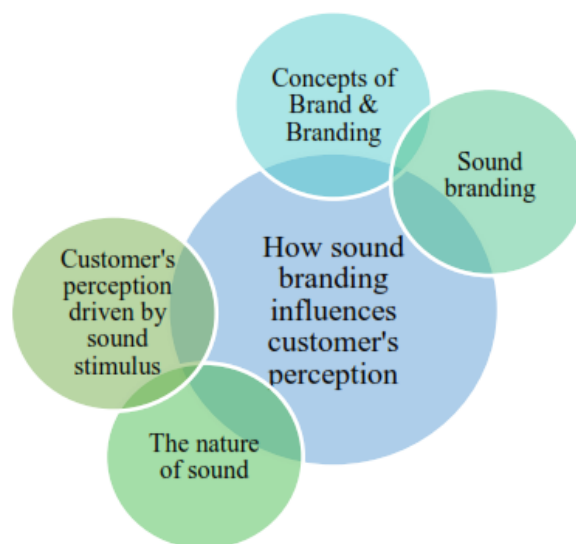 Concepts of
Brand &
Branding
Sound
branding
How sound
branding
influences
customer's
perception
Customer's
perception
driven by
sound
stimulus
The nature
of sound